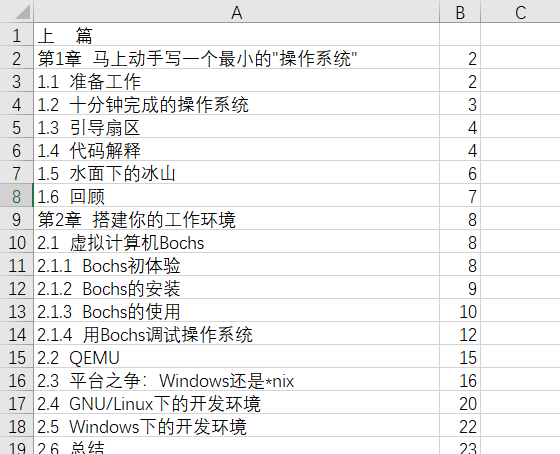 A B C
1 上 篇
2 第1章 马上动手写一个最小的"操作系统" 2
3 1.1 准备工作 2
4 1.2 十分钟完成的操作系统 3
5 1.3 引导扇区 4
6 1.4 代码解释 4
7 1.5 水面下的冰山 6
8 1.6 回顾 7
9 第2章 搭建你的工作环境 8
10 2.1 虚拟计算机Bochs 8
11 2.1.1 Bochs初体验 8
12 2.1.2 Bochs的安装 9
13 2.1.3 Bochs的使用 10
14 2.1.4 用Bochs调试操作系统 12
15 2.2 QEMU 15
16 2.3 平台之争：Windows还是*nix 16
17 2.4 GNU/Linux下的开发环境 20
18 2.5 Windows下的开发环境 22
19 2.6 总结 23